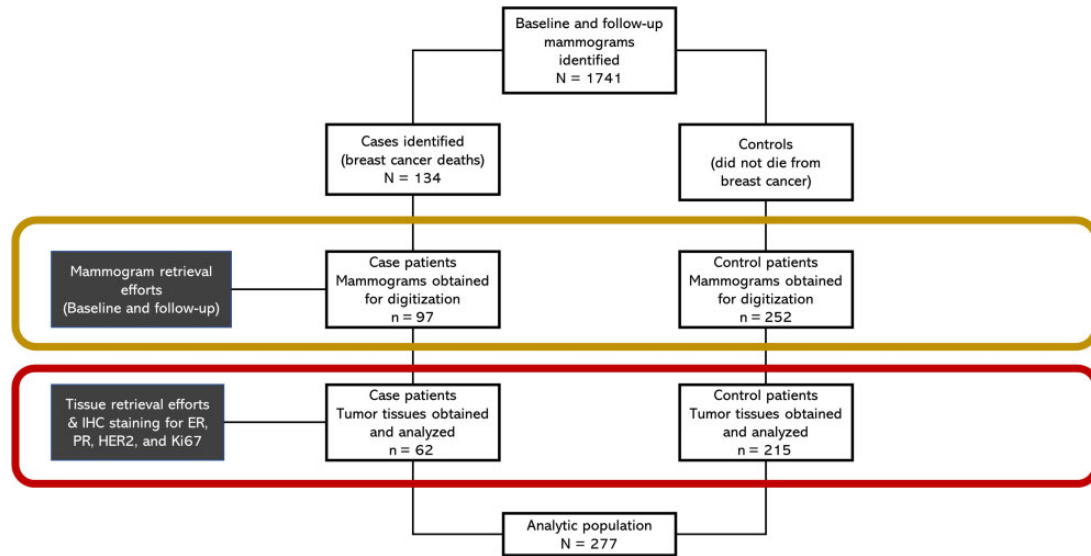 Baseline and follow-up
mammograms
identified
N = 1741
Cases identified
(breast cancer deaths)
N = 134
Controls
(did not die from
breast cancer)
Mammogram retrieval
efforts
(Baseline and follow-up)
Case patients
Mammograms obtained
for digitization
n = 97
Control patients
Mammograms obtained
for digitization
n = 252
Tissue retrieval efforts
& IHC staining for ER,
PR, HER2, and Ki67
Case patients
Tumor tissues obtained
and analyzed
n = 62
Control patients
Tumor tissues obtained
and analyzed
n = 215
Analytic population
N = 277